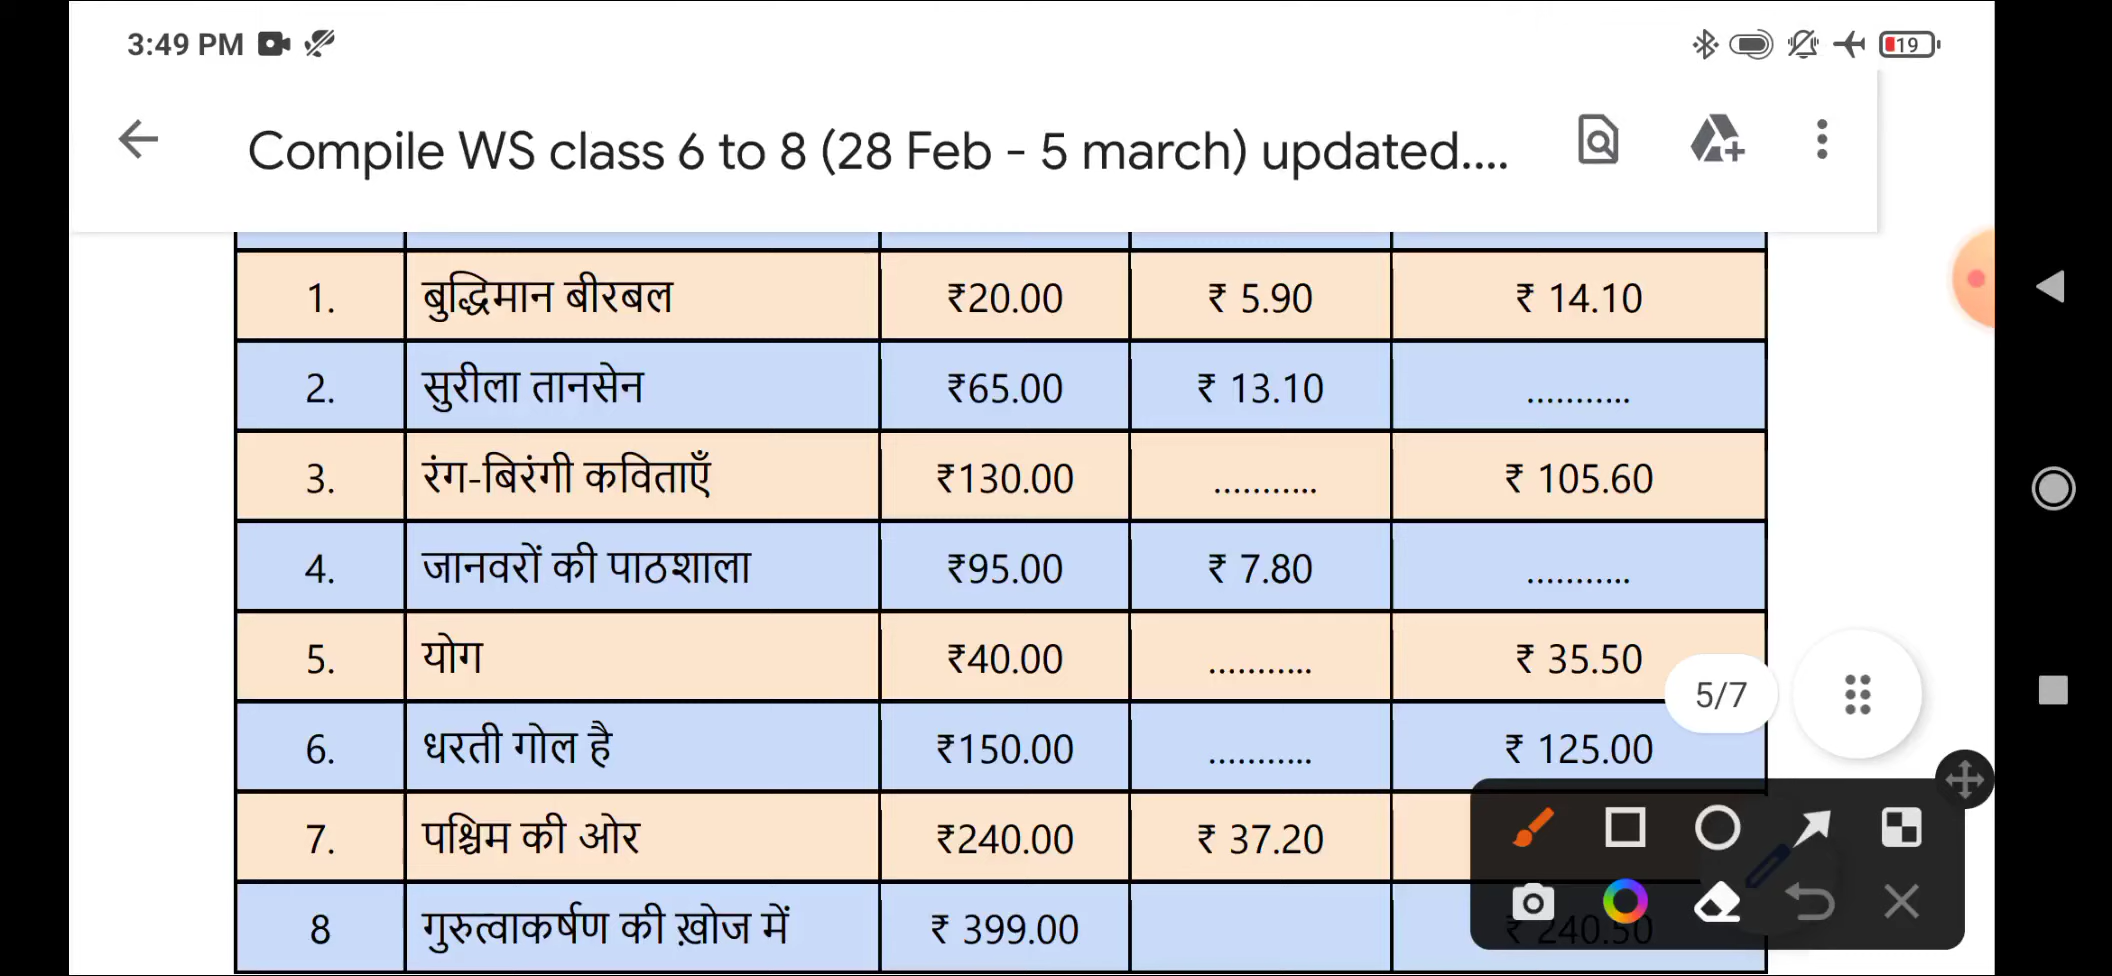 3:49 PM
19
Compile WS class 6 to 8 (28 Feb - 5 march) updated....
1. बुद्धिमान बीरबल ₹20.00 ₹ 5.90 ₹ 14.10
2. सुरीला तानसेन ₹65.00 ₹ 13.10 ...........
3. रंग-बिरंगी कविताएँ ₹130.00 ........... ₹ 105.60
4. जानवरों की पाठशाला ₹95.00 ₹ 7.80 ...........
5. योग ₹40.00 ........... ₹ 35.50
5/7
6. धरती गोल है ₹150.00 ........... ₹ 125.00
7. पश्चिम की ओर ₹240.00 ₹ 37.20
8 गुरुत्वाकर्षण की ख़ोज में ₹ 399.00 ₹ 240.50